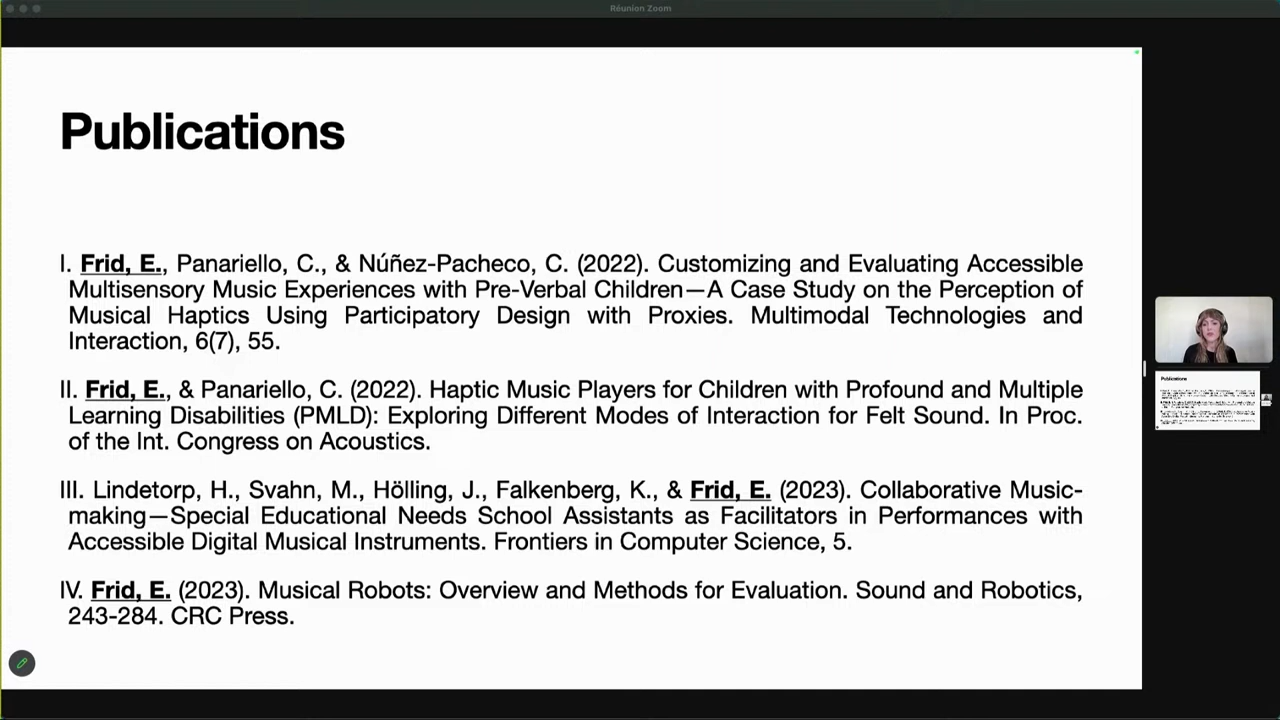 Réunion Zoom
Publications
I. Frid, E., Panariello, C., & Núñez-Pacheco, C. (2022). Customizing and Evaluating Accessible
Multisensory Music Experiences with Pre-Verbal Children—A Case Study on the Perception of
Musical Haptics Using Participatory Design with Proxies. Multimodal Technologies and
Interaction, 6(7), 55.
II. Frid, E., & Panariello, C. (2022). Haptic Music Players for Children with Profound and Multiple
Learning Disabilities (PMLD): Exploring Different Modes of Interaction for Felt Sound. In Proc.
of the Int. Congress on Acoustics.
III. Lindetorp, H., Svahn, M., Hölling, J., Falkenberg, K., & Frid, E. (2023). Collaborative Music-
making—Special Educational Needs School Assistants as Facilitators in Performances with
Accessible Digital Musical Instruments. Frontiers in Computer Science, 5.
IV. Frid, E. (2023). Musical Robots: Overview and Methods for Evaluation. Sound and Robotics,
243-284. CRC Press.
Publications